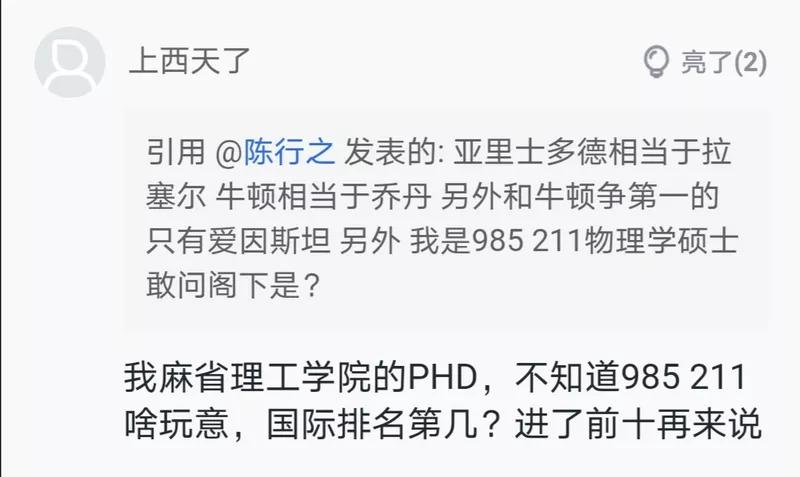 上西天了
亮了(2)
引用 @陈行之 发表的: 亚里士多德相当于拉
塞尔 牛顿相当于乔丹 另外和牛顿争第一的
只有爱因斯坦 另外 我是985 211物理学硕士
敢问阁下是？
我麻省理工学院的PHD，不知道985 211
啥玩意，国际排名第几？进了前十再来说